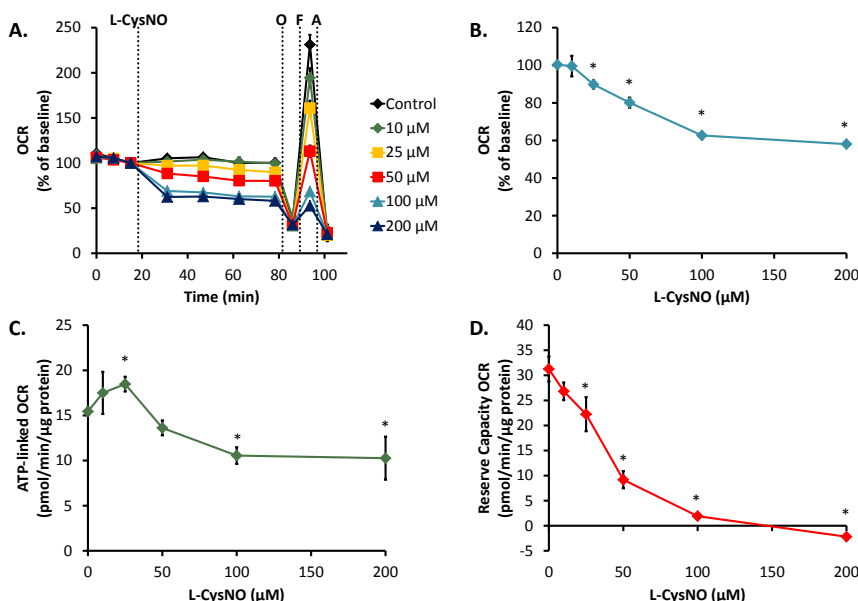 A.
L-CysNO
O F A
250
200
150
100
50
0
OCR
(% of baseline)
0 20 40 60 80 100
Time (min)
Control
10 µM
25 µM
50 µM
100 µM
200 µM
B.
120
100
80
60
40
20
0
OCR
(% of baseline)
* * * *
0 50 100 150 200
L-CysNO (µM)
C.
25
20
15
10
5
0
ATP-linked OCR
(pmol/min/µg protein)
* * *
0 50 100 150 200
L-CysNO (µM)
D.
40
35
30
25
20
15
10
5
0
-5
Reserve Capacity OCR
(pmol/min/µg protein)
* * * *
0 50 100 150 200
L-CysNO (µM)